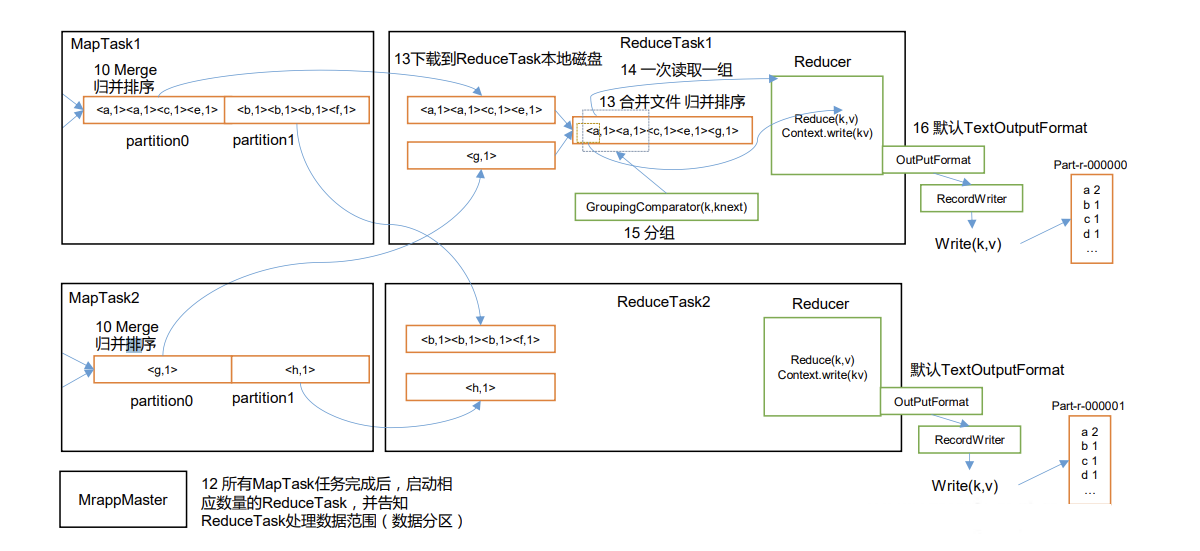 MapTask1
10 Merge
归并排序
<a,1><a,1><c,1><e,1>
<b,1><b,1><b,1><f,1>
partition0
partition1
ReduceTask1
13下载到ReduceTask本地磁盘
<a,1><a,1><c,1><e,1>
<g,1>
14 一次读取一组
13 合并文件 归并排序
<a,1><a,1><c,1><e,1><g,1>
GroupingComparator(k,knext)
15 分组
Reducer
Reduce(k,v)
Context.write(kv)
16 默认TextOutputFormat
OutPutFormat
RecordWriter
Write(k,v)
Part-r-000000
a 2
b 1
c 1
d 1
...
MapTask2
10 Merge
归并排序
<g,1>
<h,1>
partition0
partition1
ReduceTask2
<b,1><b,1><b,1><f,1>
<h,1>
Reducer
Reduce(k,v)
Context.write(kv)
默认TextOutputFormat
OutPutFormat
RecordWriter
Write(k,v)
Part-r-000001
a 2
b 1
c 1
d 1
...
MrappMaster
12 所有MapTask任务完成后，启动相
应数量的ReduceTask，并告知
ReduceTask处理数据范围（数据分区）